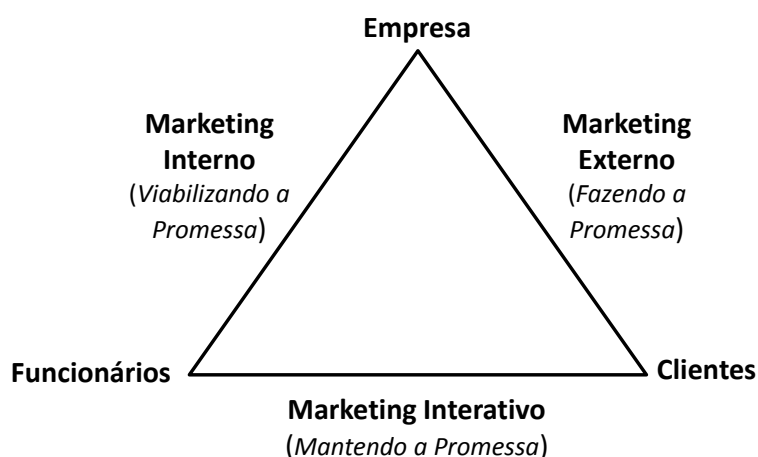 Empresa
Marketing
Interno
(Viabilizando a
Promessa)
Marketing
Externo
(Fazendo a
Promessa)
Funcionários
Clientes
Marketing Interativo
(Mantendo a Promessa)